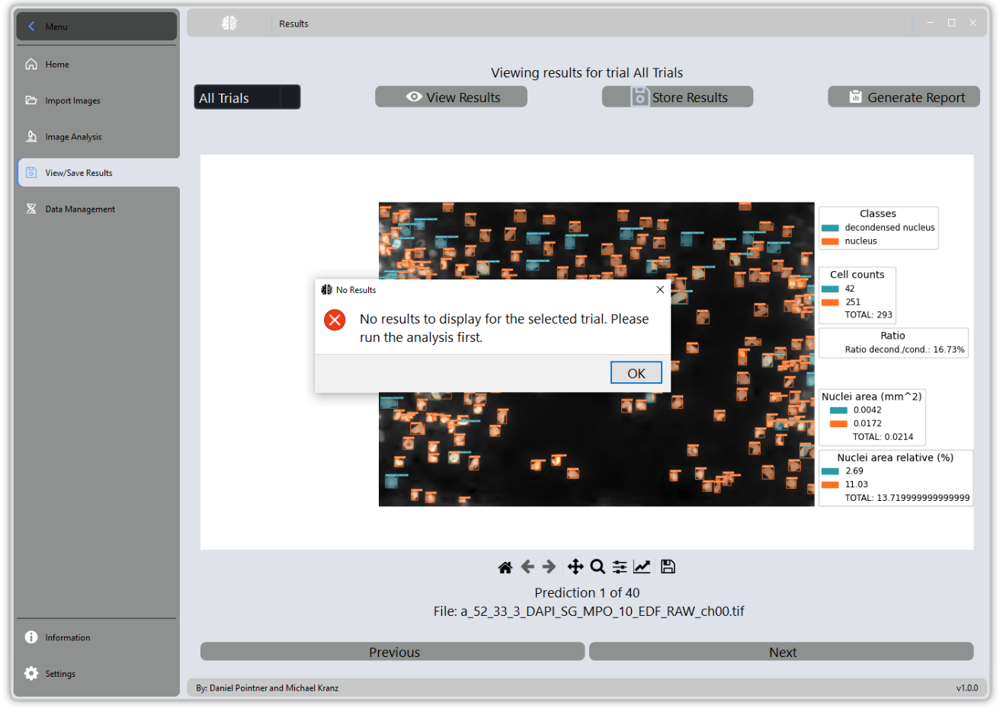 Menu
Results
Home
Import Images
Image Analysis
View/Save Results
Data Management
Information
Settings
Viewing results for trial All Trials
All Trials
View Results
Store Results
Generate Report
Classes
decondensed nucleus
nucleus
Cell counts
42
251
TOTAL: 293
Ratio
Ratio decond./cond.: 16.73%
Nuclei area (mm^2)
0.0042
0.0172
TOTAL: 0.0214
Nuclei area relative (%)
2.69
11.03
TOTAL: 13.719999999999999
No Results
No results to display for the selected trial. Please
run the analysis first.
OK
Prediction 1 of 40
File: a_52_33_3_DAPI_SG_MPO_10_EDF_RAW_ch00.tif
Previous
Next
By: Daniel Pointner and Michael Kranz
v1.0.0